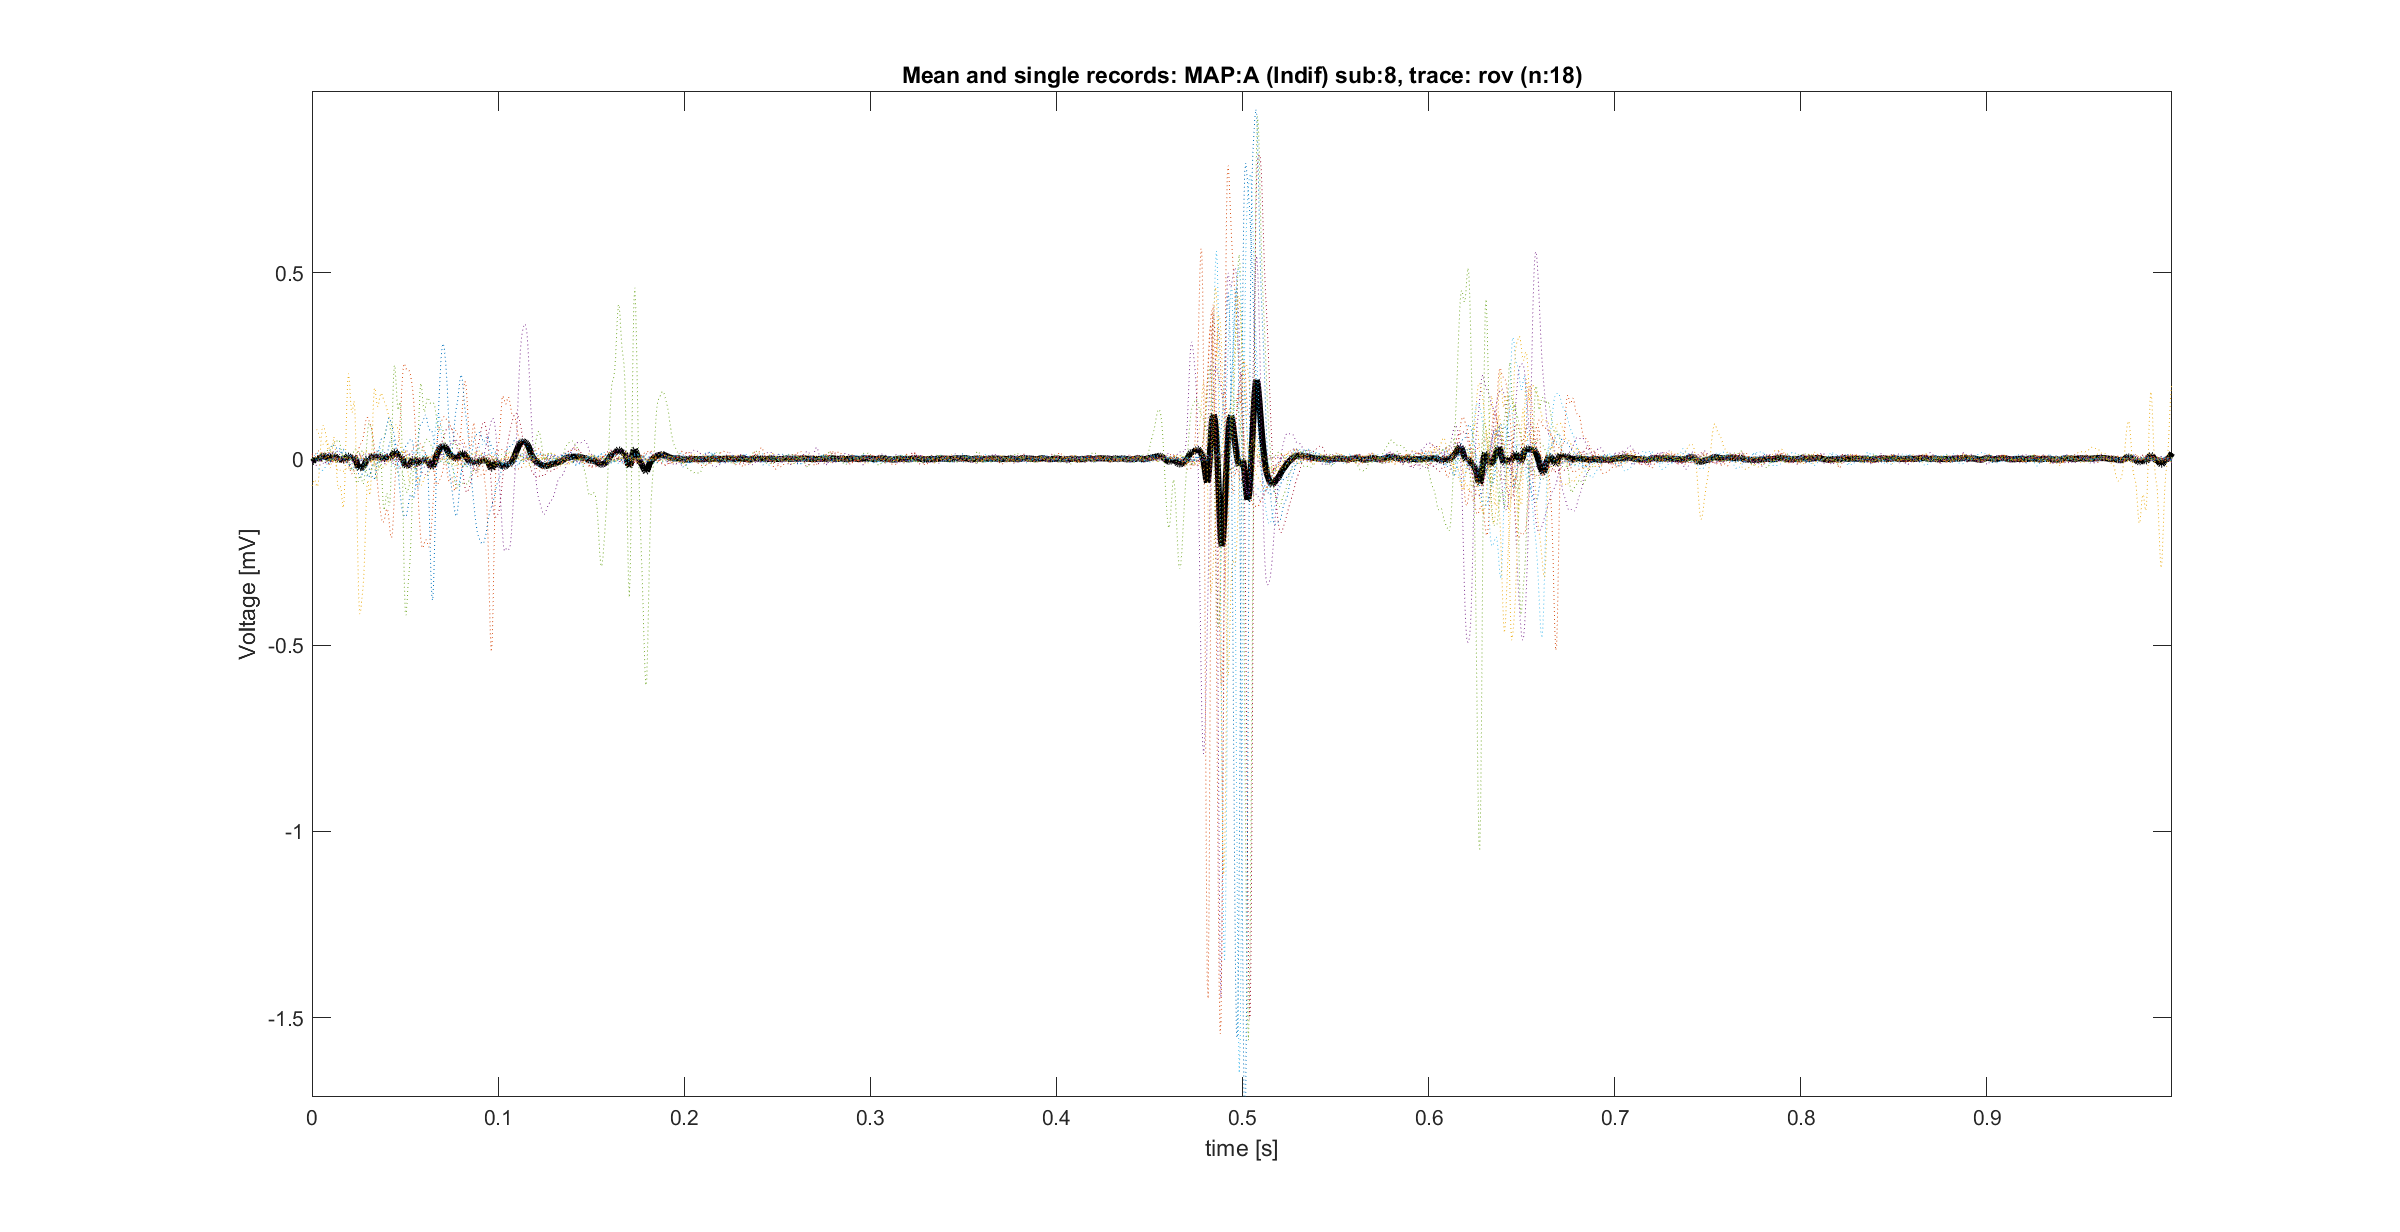 Mean and single records: MAP:A (Indif) sub:8, trace: rov (n:18)
0.5
0
-0.5
-1
-1.5
Voltage [mV]
0 0.1 0.2 0.3 0.4 0.5 0.6 0.7 0.8 0.9
time [s]